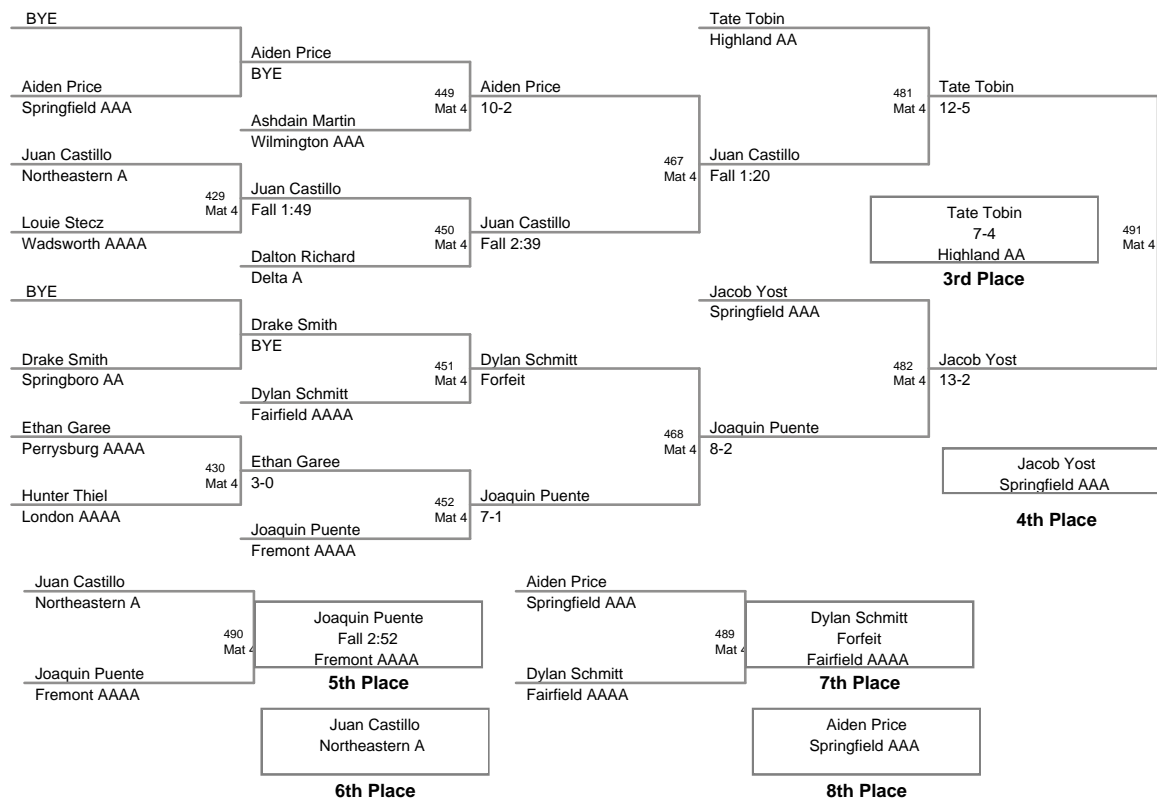 BYE
Aiden Price
Springfield AAA
Juan Castillo
Northeastern A
429
Mat 4
Louie Stecz
Wadsworth AAAA
BYE
Drake Smith
Springboro AA
Ethan Garee
Perrysburg AAAA
430
Mat 4
Hunter Thiel
London AAAA
Aiden Price
BYE
449
Mat 4
Ashdain Martin
Wilmington AAA
Juan Castillo
Fall 1:49
450
Mat 4
Dalton Richard
Delta A
Drake Smith
BYE
451
Mat 4
Dylan Schmitt
Fairfield AAAA
Ethan Garee
3-0
452
Mat 4
Joaquin Puente
Fremont AAAA
Aiden Price
10-2
467
Mat 4
Juan Castillo
Fall 2:39
Dylan Schmitt
Forfeit
468
Mat 4
Joaquin Puente
7-1
Tate Tobin
Highland AA
481
Mat 4
Juan Castillo
Fall 1:20
Jacob Yost
Springfield AAA
482
Mat 4
Joaquin Puente
8-2
Tate Tobin
12-5
491
Mat 4
Jacob Yost
13-2
Tate Tobin
7-4
Highland AA
3rd Place
Jacob Yost
Springfield AAA
4th Place
Juan Castillo
Northeastern A
490
Mat 4
Joaquin Puente
Fremont AAAA
Joaquin Puente
Fall 2:52
Fremont AAAA
5th Place
Juan Castillo
Northeastern A
6th Place
Aiden Price
Springfield AAA
489
Mat 4
Dylan Schmitt
Fairfield AAAA
Dylan Schmitt
Forfeit
Fairfield AAAA
7th Place
Aiden Price
Springfield AAA
8th Place